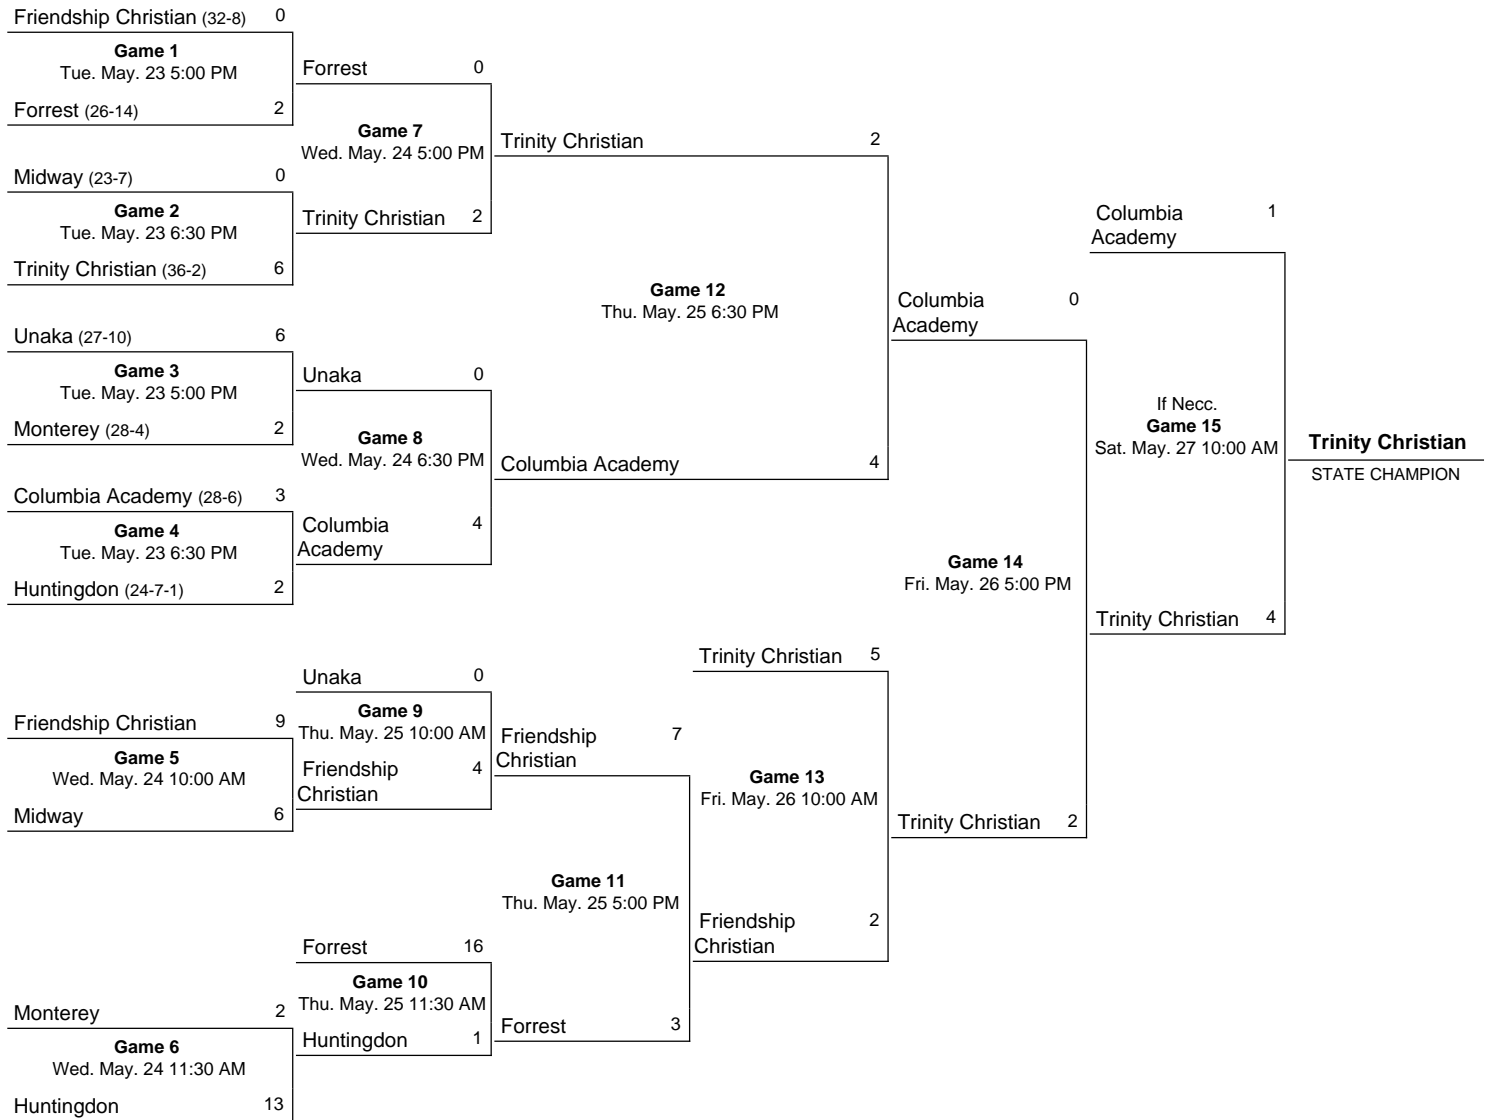 Friendship Christian (32-8) 0
Game 1
Tue. May. 23 5:00 PM
Forrest (26-14) 2
Midway (23-7) 0
Game 2
Tue. May. 23 6:30 PM
Trinity Christian (36-2) 6
Unaka (27-10) 6
Game 3
Tue. May. 23 5:00 PM
Monterey (28-4) 2
Columbia Academy (28-6) 3
Game 4
Tue. May. 23 6:30 PM
Huntingdon (24-7-1) 2
Friendship Christian 9
Game 5
Wed. May. 24 10:00 AM
Midway 6
Monterey 2
Game 6
Wed. May. 24 11:30 AM
Huntingdon 13
Forrest 0
Game 7
Wed. May. 24 5:00 PM
Trinity Christian 2
Unaka 0
Game 8
Wed. May. 24 6:30 PM
Columbia 4
Academy
Unaka 0
Game 9
Thu. May. 25 10:00 AM
Friendship 4
Christian
Forrest 16
Game 10
Thu. May. 25 11:30 AM
Huntingdon 1
Trinity Christian 2
Game 12
Thu. May. 25 6:30 PM
Columbia Academy 4
Friendship 7
Christian
Game 11
Thu. May. 25 5:00 PM
Forrest 3
Trinity Christian 5
Game 13
Fri. May. 26 10:00 AM
Friendship 2
Christian
Columbia 0
Academy
Game 14
Fri. May. 26 5:00 PM
Trinity Christian 2
Columbia 1
Academy
If Necc.
Game 15
Sat. May. 27 10:00 AM
Trinity Christian 4
Trinity Christian
STATE CHAMPION